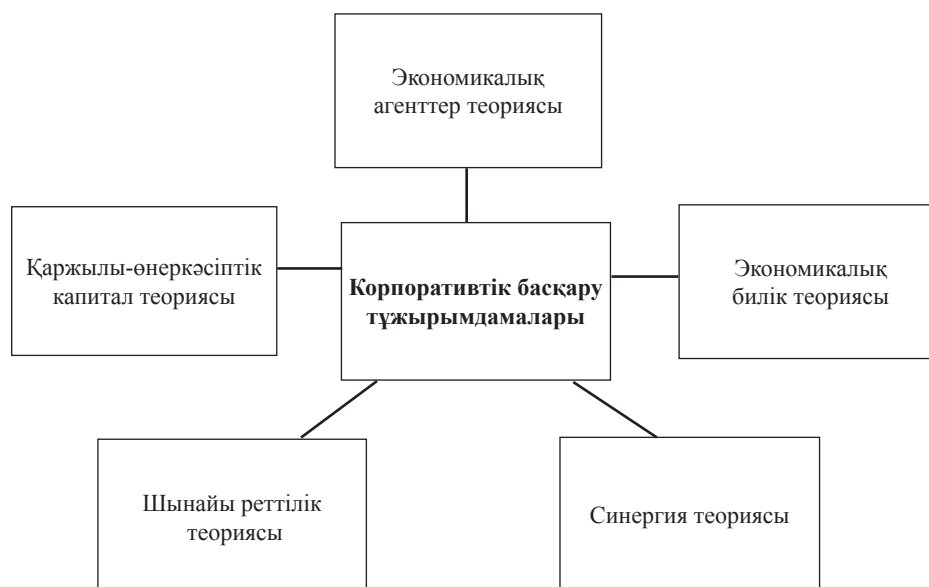 Экономикалық
агенттер теориясы
Қаржылы-өнеркәсіптік
капитал теориясы
Корпоративтік басқару
тұжырымдамалары
Экономикалық
билік теориясы
Шынайы реттілік
теориясы
Синергия теориясы